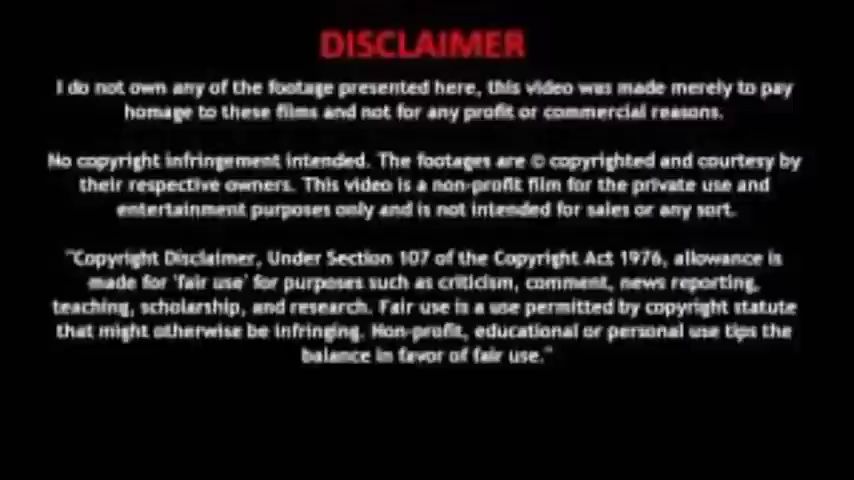 DISCLAIMER
I do not own any of the footage presented here, this video was made merely to pay
homage to these films and not for any profit or commercial reasons.
No copyright infringement intended. The footages are © copyrighted and courtesy by
their respective owners. This video is a non-profit film for the private use and
entertainment purposes only and is not intended for sales or any sort.
"Copyright Disclaimer, Under Section 107 of the Copyright Act 1976, allowance is
made for 'fair use' for purposes such as criticism, comment, news reporting,
teaching, scholarship, and research. Fair use is a use permitted by copyright statute
that might otherwise be infringing. Non-profit, educational or personal use tips the
balance in favor of fair use."